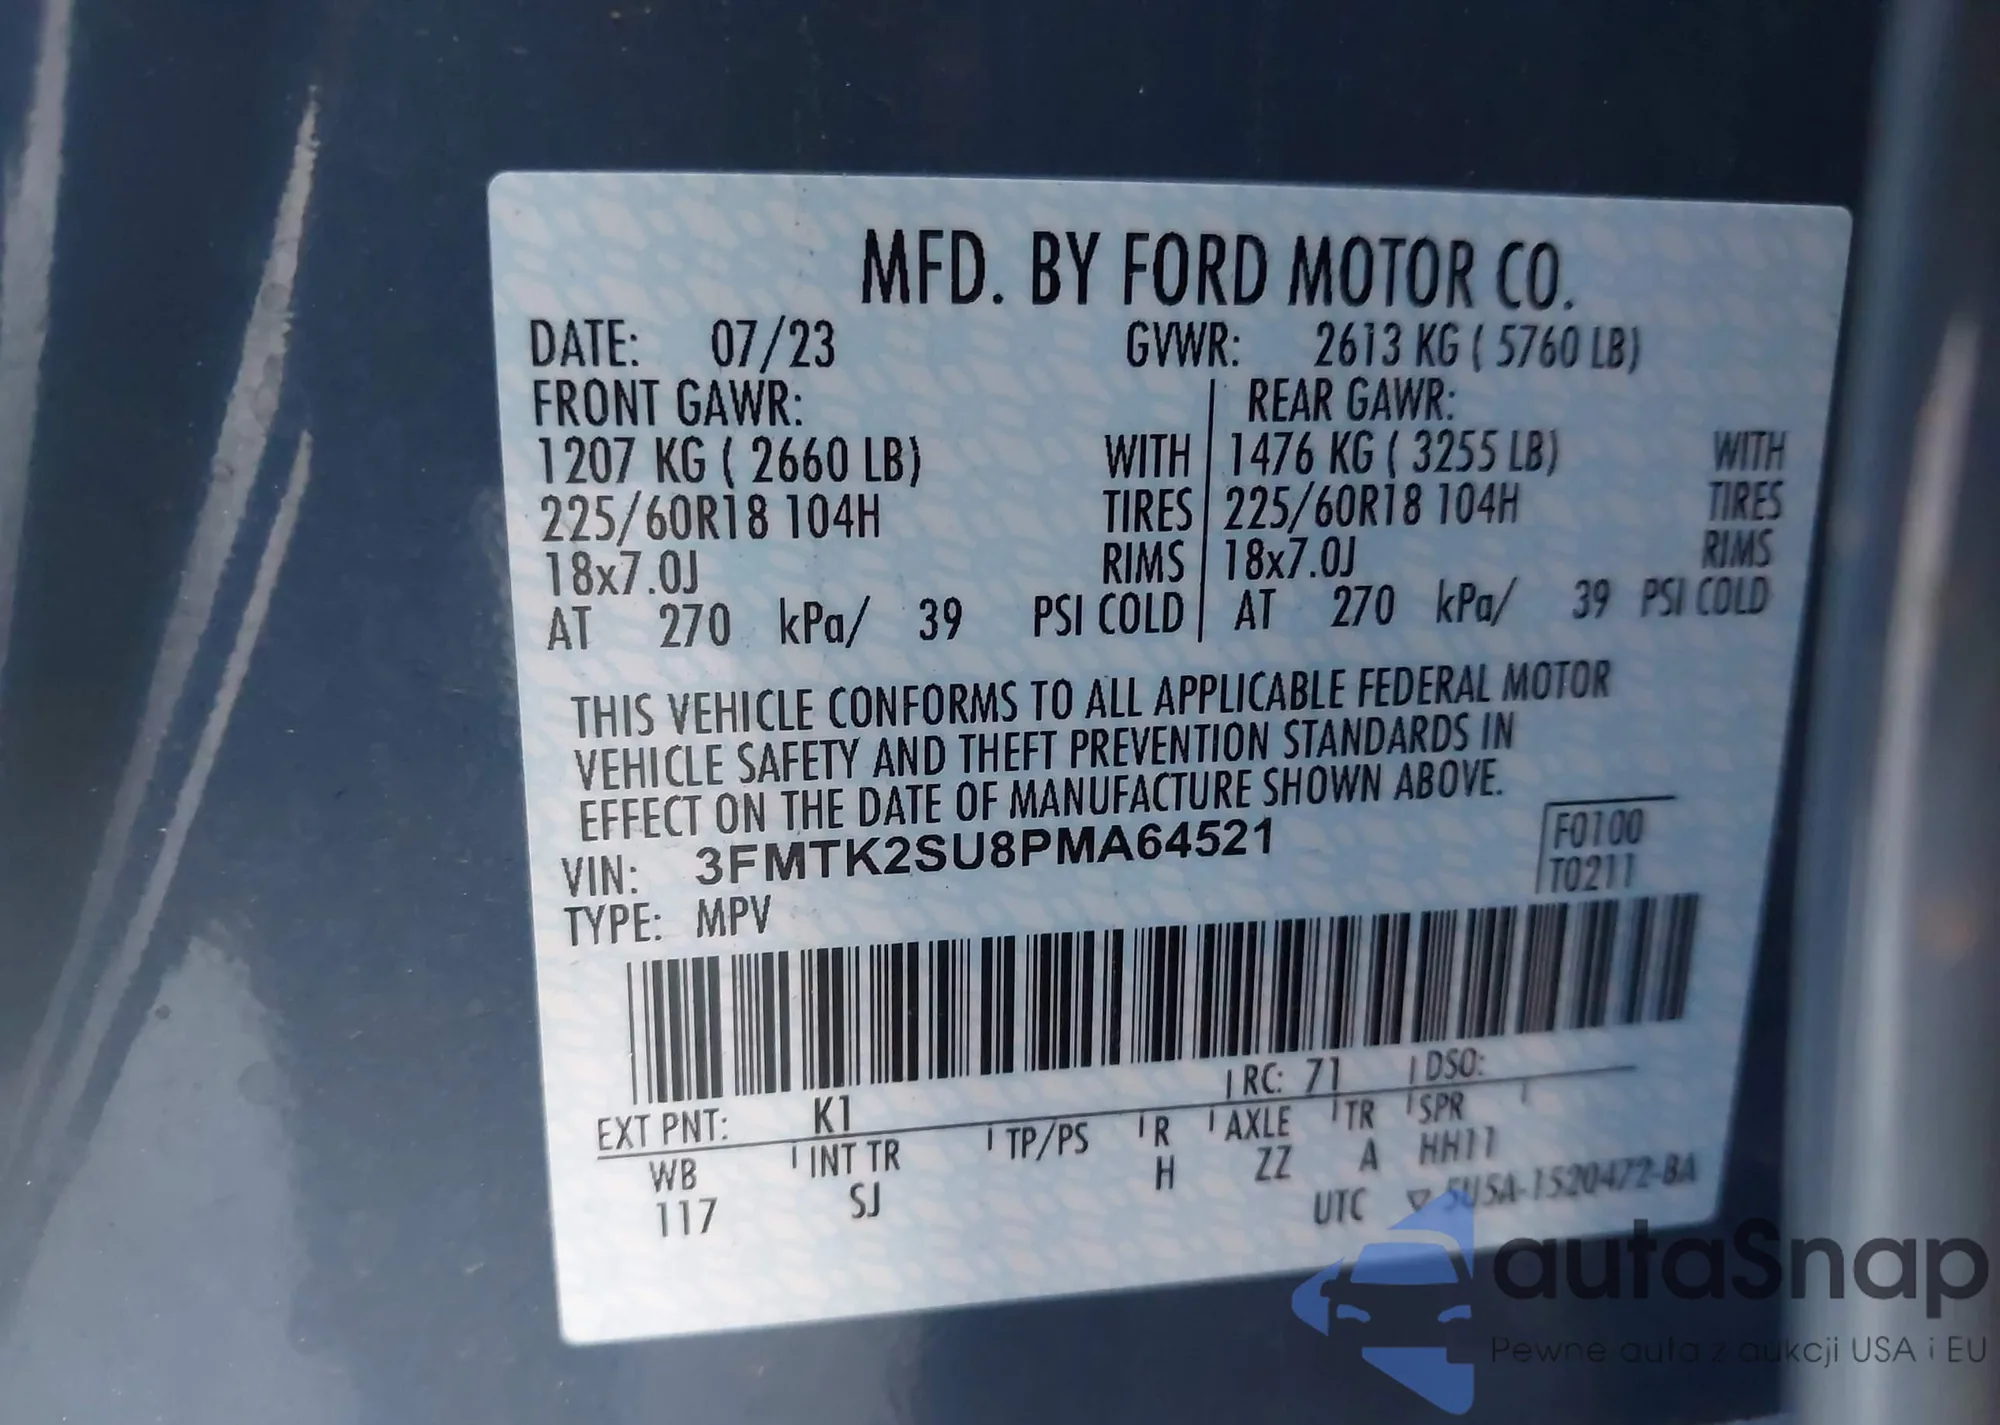 MFD. BY FORD MOTOR CO.
DATE: 07/23 GVWR: 2613 KG ( 5760 LB)
FRONT GAWR: REAR GAWR:
1207 KG ( 2660 LB) WITH 1476 KG ( 3255 LB) WITH
225/60R18 104H TIRES 225/60R18 104H TIRES
18x7.0J RIMS 18x7.0J RIMS
AT 270 kPa/ 39 PSI COLD AT 270 kPa/ 39 PSI COLD
THIS VEHICLE CONFORMS TO ALL APPLICABLE FEDERAL MOTOR
VEHICLE SAFETY AND THEFT PREVENTION STANDARDS IN
EFFECT ON THE DATE OF MANUFACTURE SHOWN ABOVE.
VIN: 3FMTK2SU8PMA64521 F0100
TYPE: MPV T0211
EXT PNT: K1 RC: 71 DSO:
WB INT TR TP/PS R AXLE TR SPR
117 SJ H ZZ A HH11
UTC 5USA-1520472-BA
autaSnap
Pewne auta z aukcji USA i EU